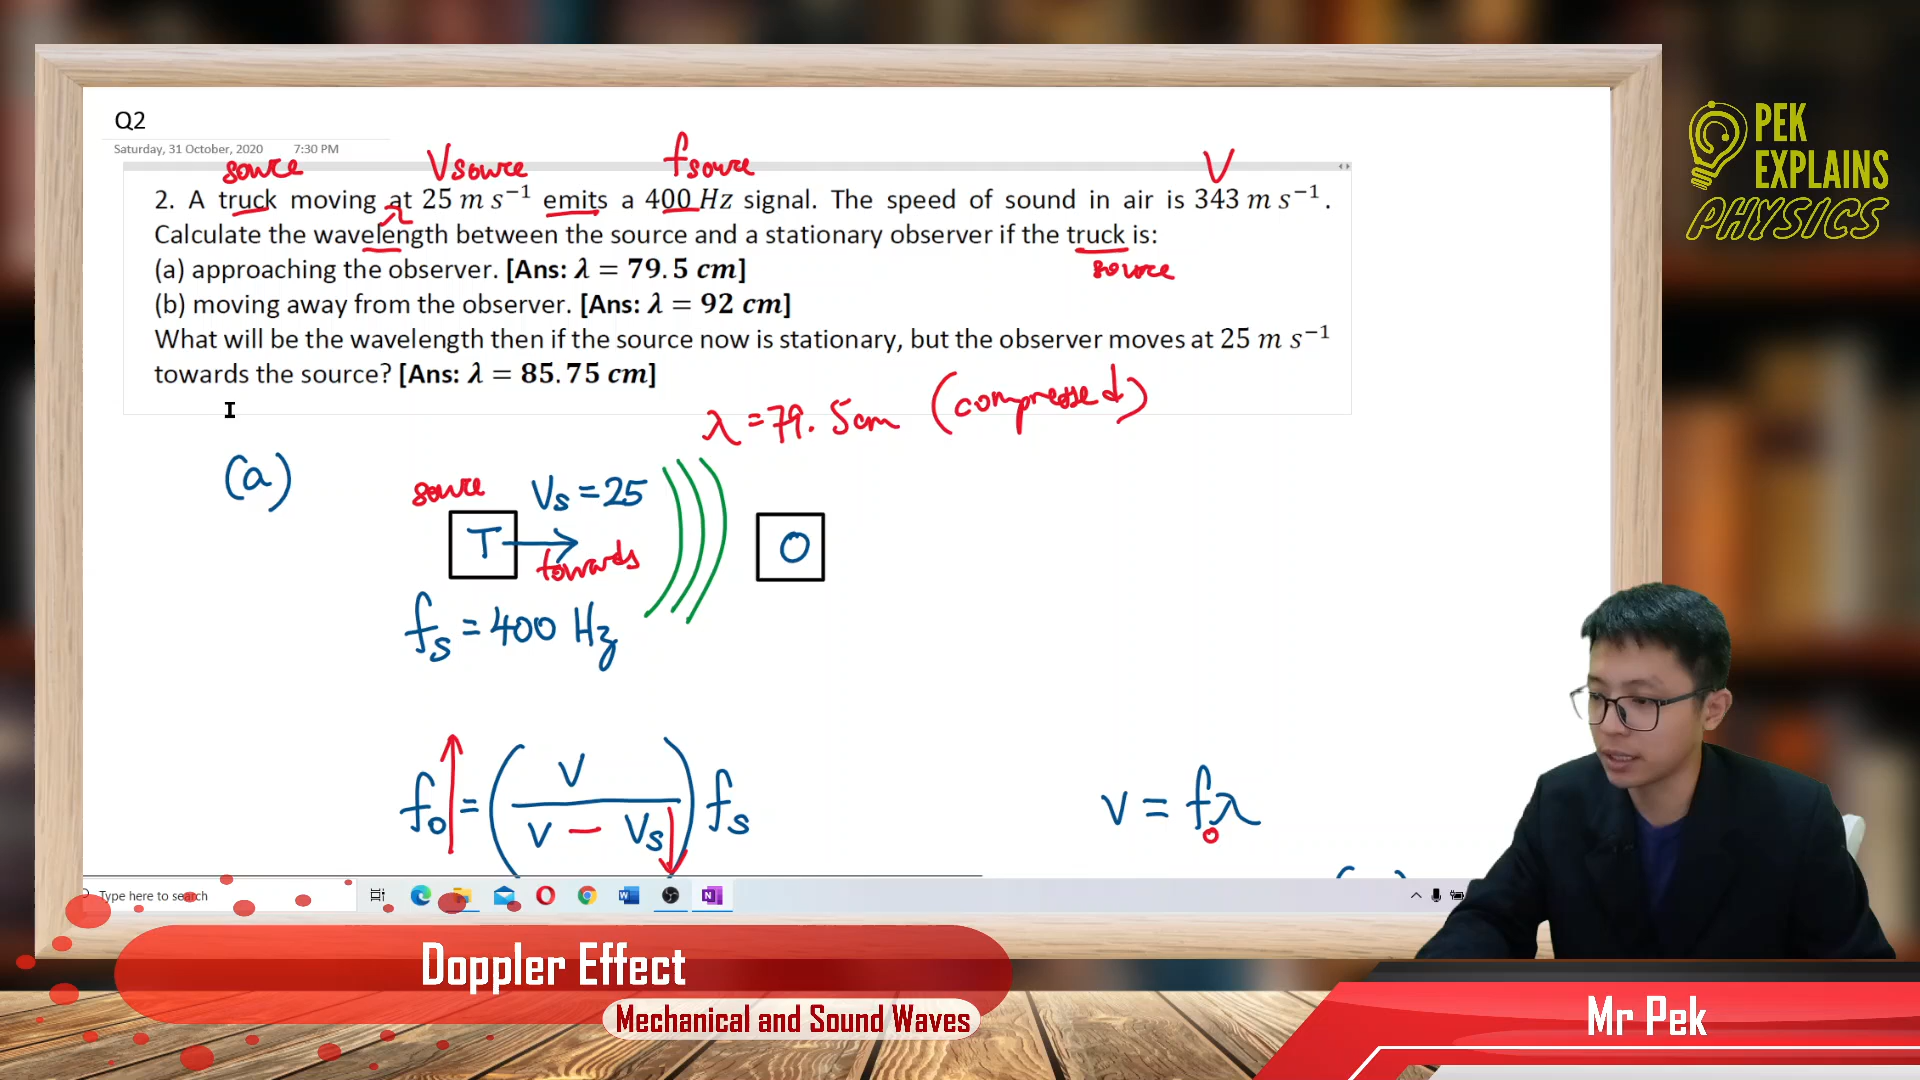 Q2
Saturday, 31 October, 2020 7:30 PM
source Vsource fsource V
2. A truck moving at 25 m s⁻¹ emits a 400 Hz signal. The speed of sound in air is 343 m s⁻¹.
λ
Calculate the wavelength between the source and a stationary observer if the truck is:
source
(a) approaching the observer. [Ans: λ = 79.5 cm]
(b) moving away from the observer. [Ans: λ = 92 cm]
What will be the wavelength then if the source now is stationary, but the observer moves at 25 m s⁻¹
towards the source? [Ans: λ = 85.75 cm]
λ = 79.5cm (compressed)
(a)
source Vs = 25
T O
towards
fs = 400 Hz
fo = (V / (V − Vs)) fs
V = foλ
Type here to search
PEK
EXPLAINS
PHYSICS
Doppler Effect
Mechanical and Sound Waves
Mr Pek